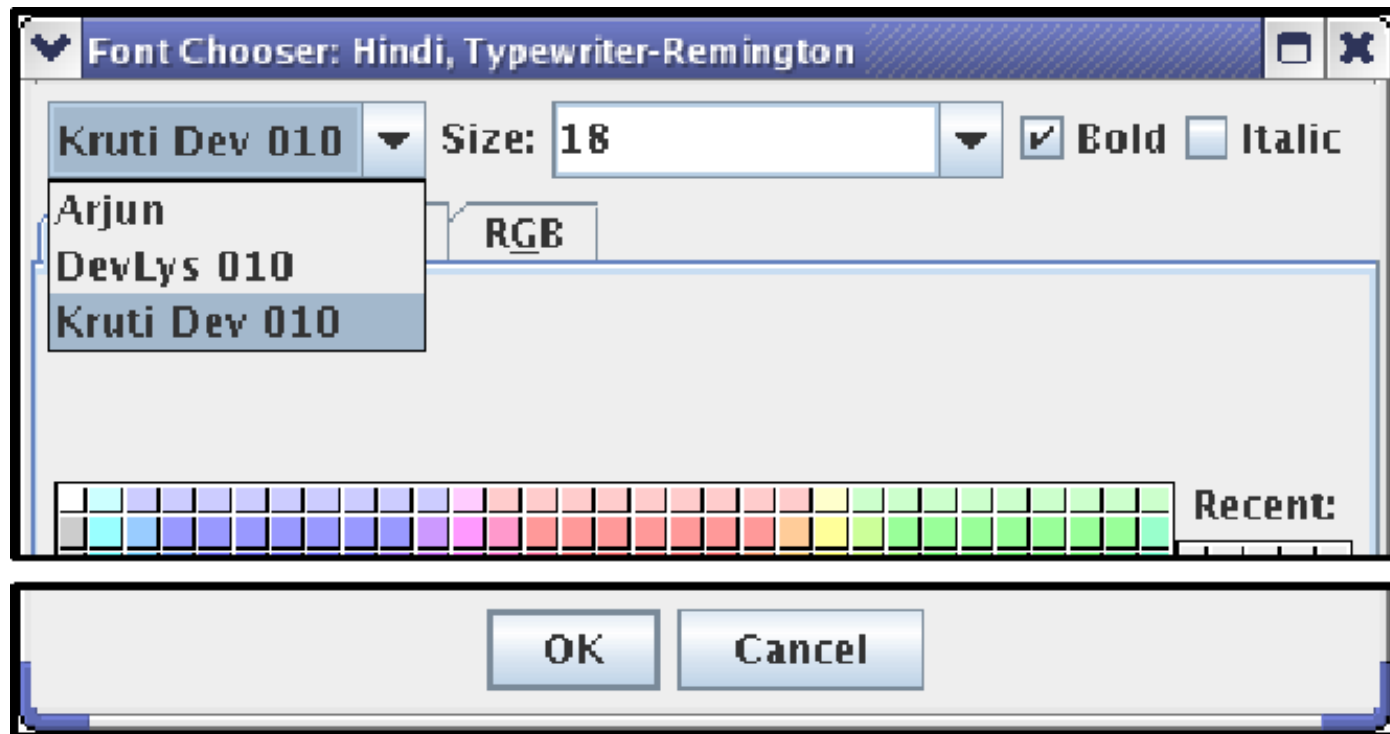 Font Chooser: Hindi, Typewriter-Remington
Kruti Dev 010 Size: 18 Bold Italic
Arjun
RGB
DevLys 010
Kruti Dev 010
Recent:
OK Cancel